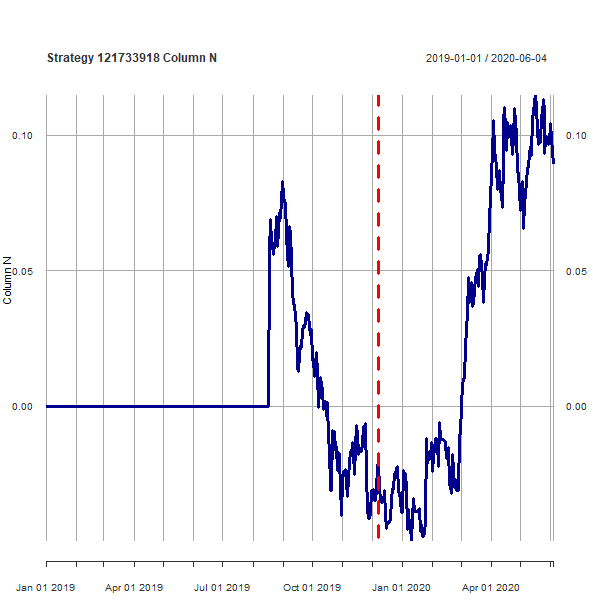 Strategy 121733918 Column N
2019-01-01 / 2020-06-04
0.10
0.10
0.05
0.05
0.00
0.00
Column N
Jan 01 2019
Apr 01 2019
Jul 01 2019
Oct 01 2019
Jan 01 2020
Apr 01 2020